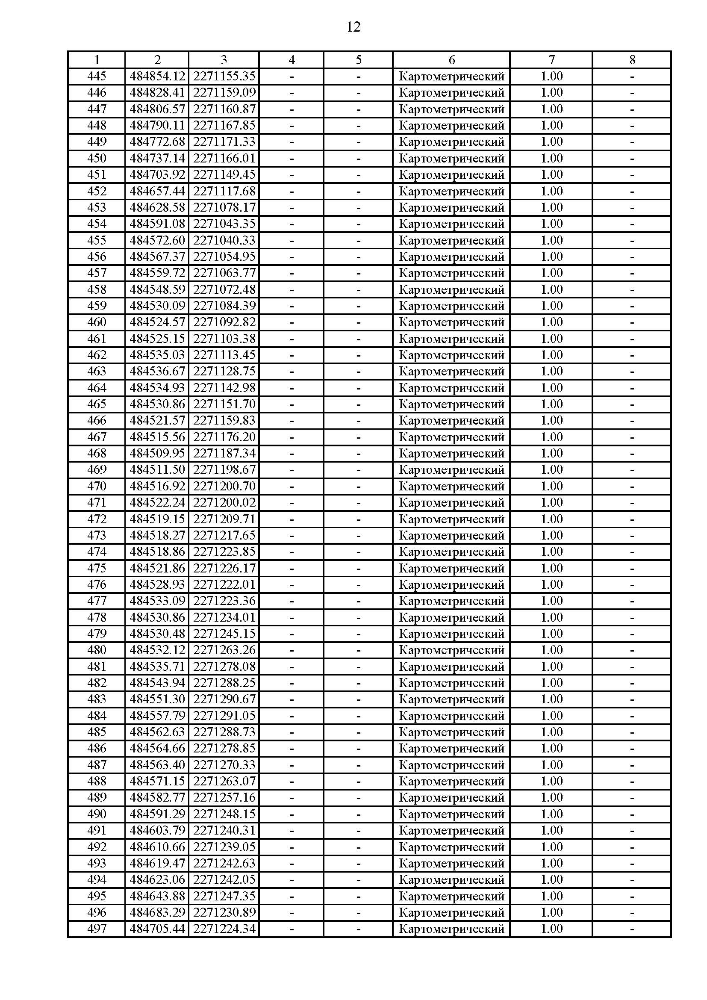 12
1 2 3 4 5 6 7 8
445 484854.12 2271155.35 - - Картометрический 1.00 -
446 484828.41 2271159.09 - - Картометрический 1.00 -
447 484806.57 2271160.87 - - Картометрический 1.00 -
448 484790.11 2271167.85 - - Картометрический 1.00 -
449 484772.68 2271171.33 - - Картометрический 1.00 -
450 484737.14 2271166.01 - - Картометрический 1.00 -
451 484703.92 2271149.45 - - Картометрический 1.00 -
452 484657.44 2271117.68 - - Картометрический 1.00 -
453 484628.58 2271078.17 - - Картометрический 1.00 -
454 484591.08 2271043.35 - - Картометрический 1.00 -
455 484572.60 2271040.33 - - Картометрический 1.00 -
456 484567.37 2271054.95 - - Картометрический 1.00 -
457 484559.72 2271063.77 - - Картометрический 1.00 -
458 484548.59 2271072.48 - - Картометрический 1.00 -
459 484530.09 2271084.39 - - Картометрический 1.00 -
460 484524.57 2271092.82 - - Картометрический 1.00 -
461 484525.15 2271103.38 - - Картометрический 1.00 -
462 484535.03 2271113.45 - - Картометрический 1.00 -
463 484536.67 2271128.75 - - Картометрический 1.00 -
464 484534.93 2271142.98 - - Картометрический 1.00 -
465 484530.86 2271151.70 - - Картометрический 1.00 -
466 484521.57 2271159.83 - - Картометрический 1.00 -
467 484515.56 2271176.20 - - Картометрический 1.00 -
468 484509.95 2271187.34 - - Картометрический 1.00 -
469 484511.50 2271198.67 - - Картометрический 1.00 -
470 484516.92 2271200.70 - - Картометрический 1.00 -
471 484522.24 2271200.02 - - Картометрический 1.00 -
472 484519.15 2271209.71 - - Картометрический 1.00 -
473 484518.27 2271217.65 - - Картометрический 1.00 -
474 484518.86 2271223.85 - - Картометрический 1.00 -
475 484521.86 2271226.17 - - Картометрический 1.00 -
476 484528.93 2271222.01 - - Картометрический 1.00 -
477 484533.09 2271223.36 - - Картометрический 1.00 -
478 484530.86 2271234.01 - - Картометрический 1.00 -
479 484530.48 2271245.15 - - Картометрический 1.00 -
480 484532.12 2271263.26 - - Картометрический 1.00 -
481 484535.71 2271278.08 - - Картометрический 1.00 -
482 484543.94 2271288.25 - - Картометрический 1.00 -
483 484551.30 2271290.67 - - Картометрический 1.00 -
484 484557.79 2271291.05 - - Картометрический 1.00 -
485 484562.63 2271288.73 - - Картометрический 1.00 -
486 484564.66 2271278.85 - - Картометрический 1.00 -
487 484563.40 2271270.33 - - Картометрический 1.00 -
488 484571.15 2271263.07 - - Картометрический 1.00 -
489 484582.77 2271257.16 - - Картометрический 1.00 -
490 484591.29 2271248.15 - - Картометрический 1.00 -
491 484603.79 2271240.31 - - Картометрический 1.00 -
492 484610.66 2271239.05 - - Картометрический 1.00 -
493 484619.47 2271242.63 - - Картометрический 1.00 -
494 484623.06 2271242.05 - - Картометрический 1.00 -
495 484643.88 2271247.35 - - Картометрический 1.00 -
496 484683.29 2271230.89 - - Картометрический 1.00 -
497 484705.44 2271224.34 - - Картометрический 1.00 -